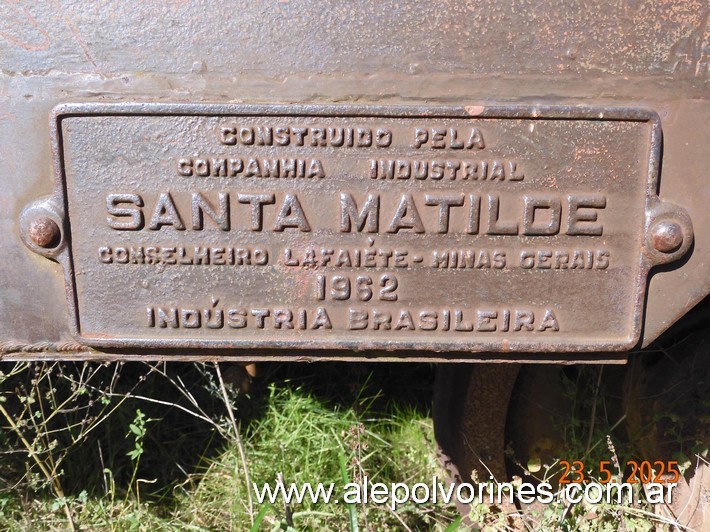 CONSTRUIDO PELA
COMPANHIA INDUSTRIAL
SANTA MATILDE
CONSELHEIRO LAFAIÉTE - MINAS GERAIS
1962
INDÚSTRIA BRASILEIRA
23.5.2025
www.alepolvorines.com.ar